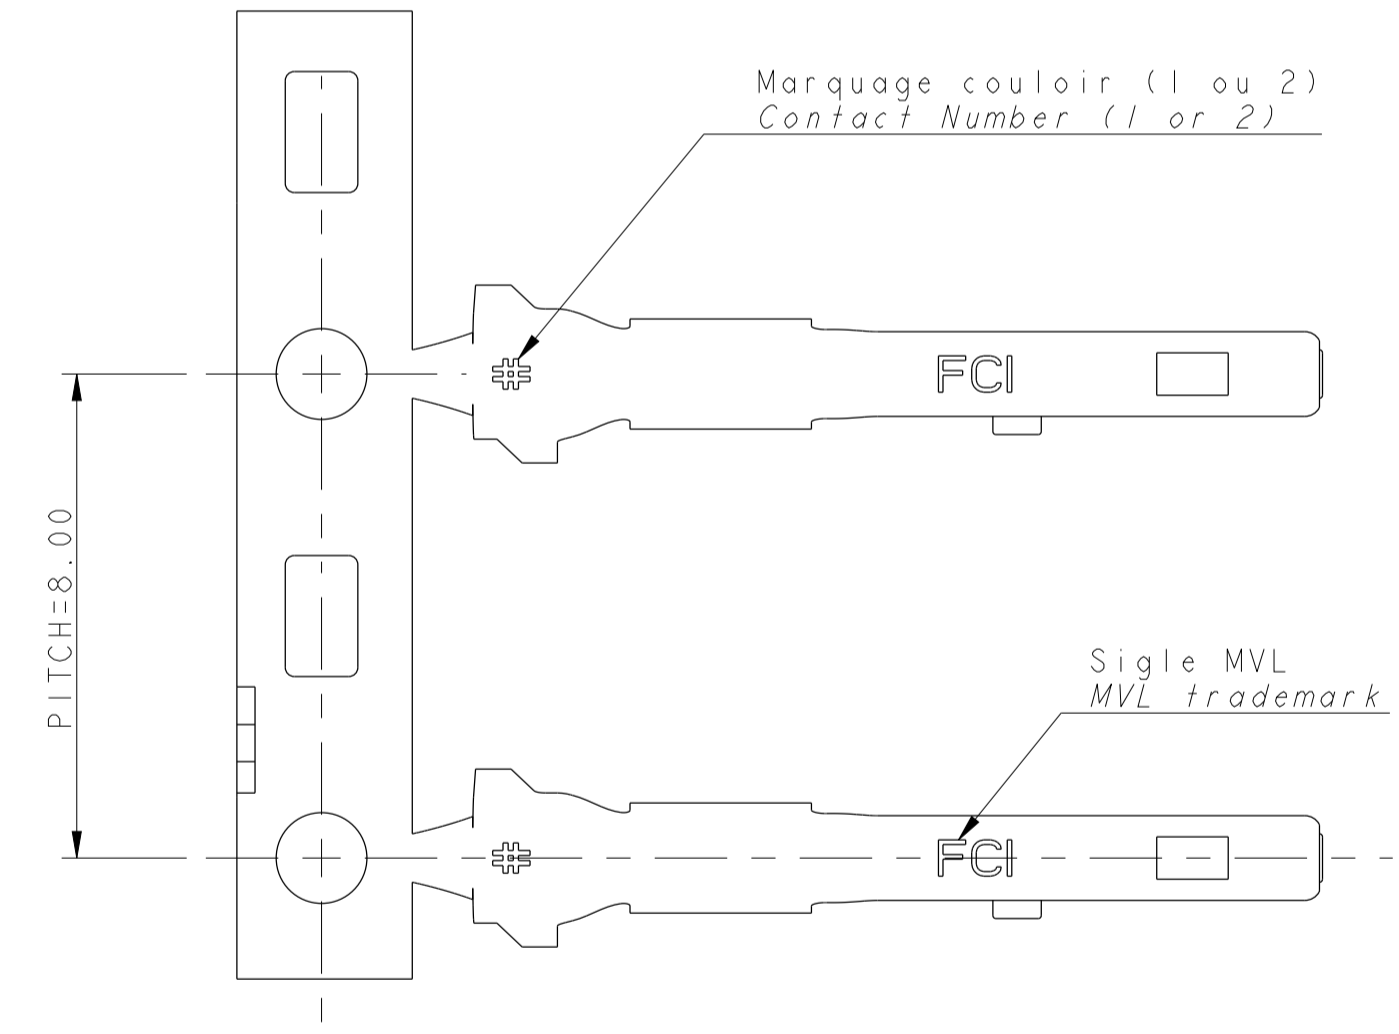 Marquage couloir (1 ou 2)
Contact Number (1 or 2)
#
FCI
PITCH=8.00
Sigle MVL
MVL trademark
#
FCI